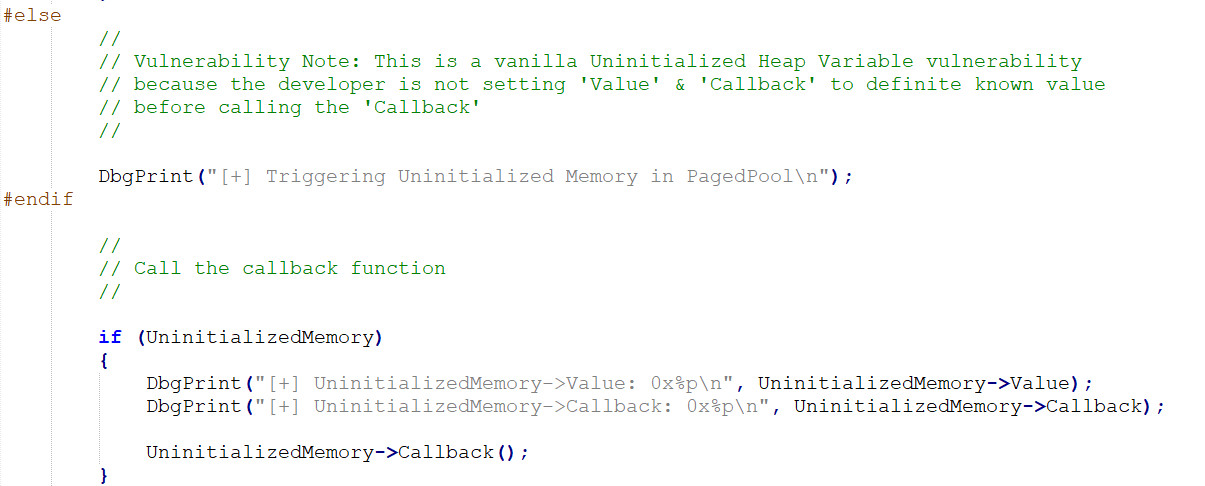 #else
//
// Vulnerability Note: This is a vanilla Uninitialized Heap Variable vulnerability
// because the developer is not setting 'Value' & 'Callback' to definite known value
// before calling the 'Callback'
//
DbgPrint("[+] Triggering Uninitialized Memory in PagedPool\n");
#endif
//
// Call the callback function
//
if (UninitializedMemory)
{
DbgPrint("[+] UninitializedMemory->Value: 0x%p\n", UninitializedMemory->Value);
DbgPrint("[+] UninitializedMemory->Callback: 0x%p\n", UninitializedMemory->Callback);
UninitializedMemory->Callback();
}